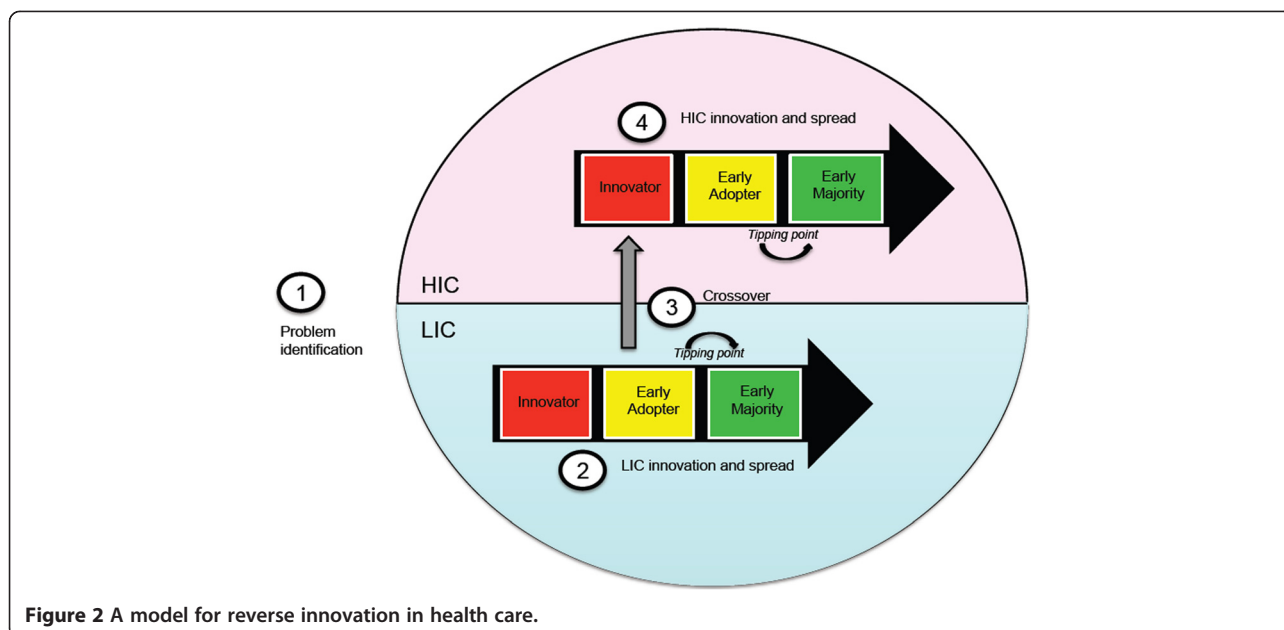 4
HIC innovation and spread
Innovator
Early
Adopter
Early
Majority
Tipping point
1
Problem
identification
HIC
3
Crossover
LIC
Tipping point
Innovator
Early
Adopter
Early
Majority
2
LIC innovation and spread
Figure 2 A model for reverse innovation in health care.